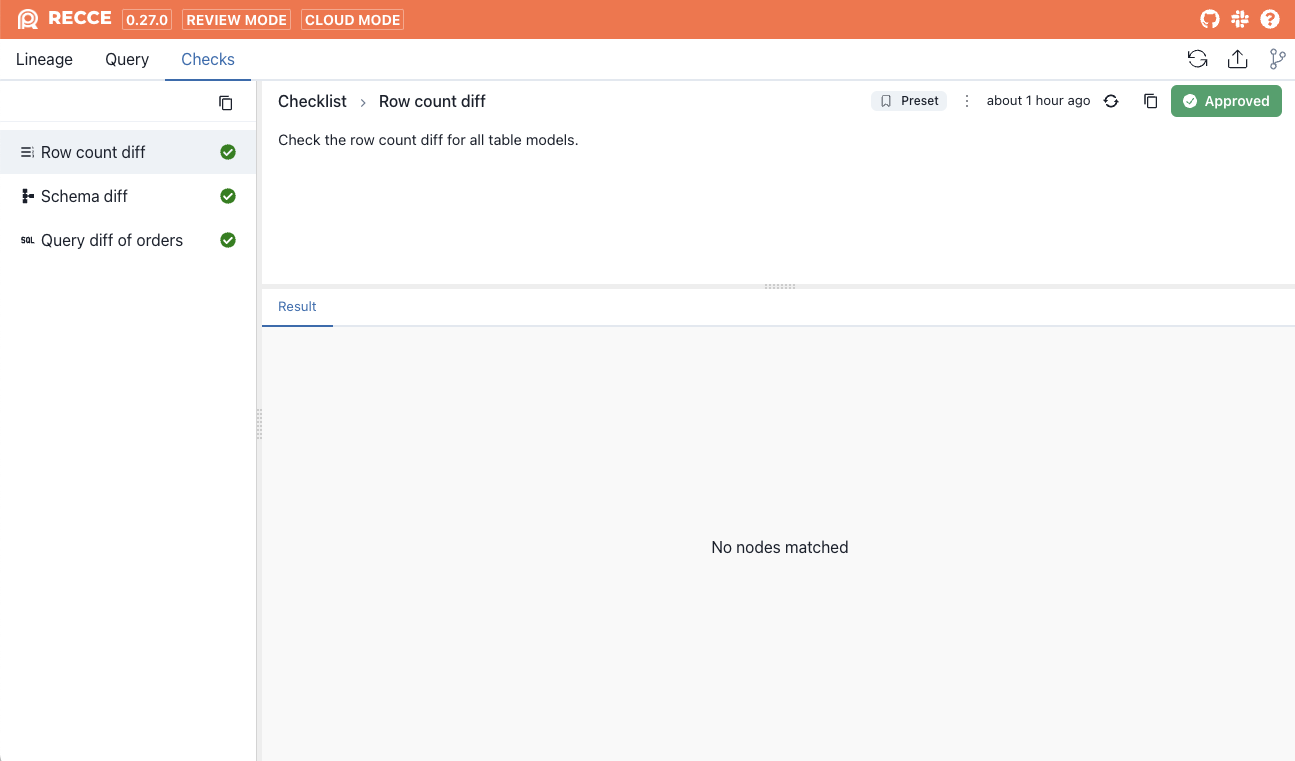 RECCE 0.27.0 REVIEW MODE CLOUD MODE
Lineage Query Checks
Checklist › Row count diff Preset about 1 hour ago Approved
Check the row count diff for all table models.
Row count diff
Schema diff
SQL Query diff of orders
Result
No nodes matched